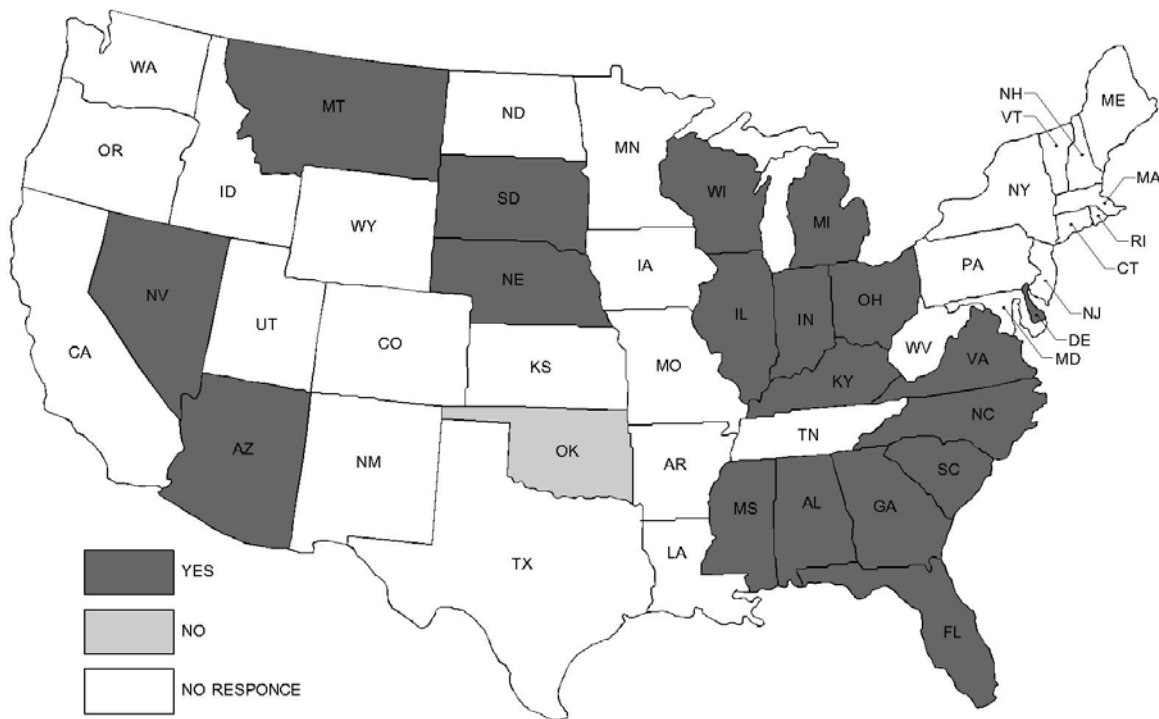 WA
MT
ND
MN
ME
NH
VT
OR
ID
SD
WI
NY
MA
WY
MI
RI
IA
PA
CT
NE
NV
OH
NJ
IL
IN
UT
CO
DE
CA
WV
MD
KS
MO
VA
KY
NC
TN
AZ
OK
AR
NM
SC
MS
AL
GA
LA
TX
FL
YES
NO
NO RESPONCE